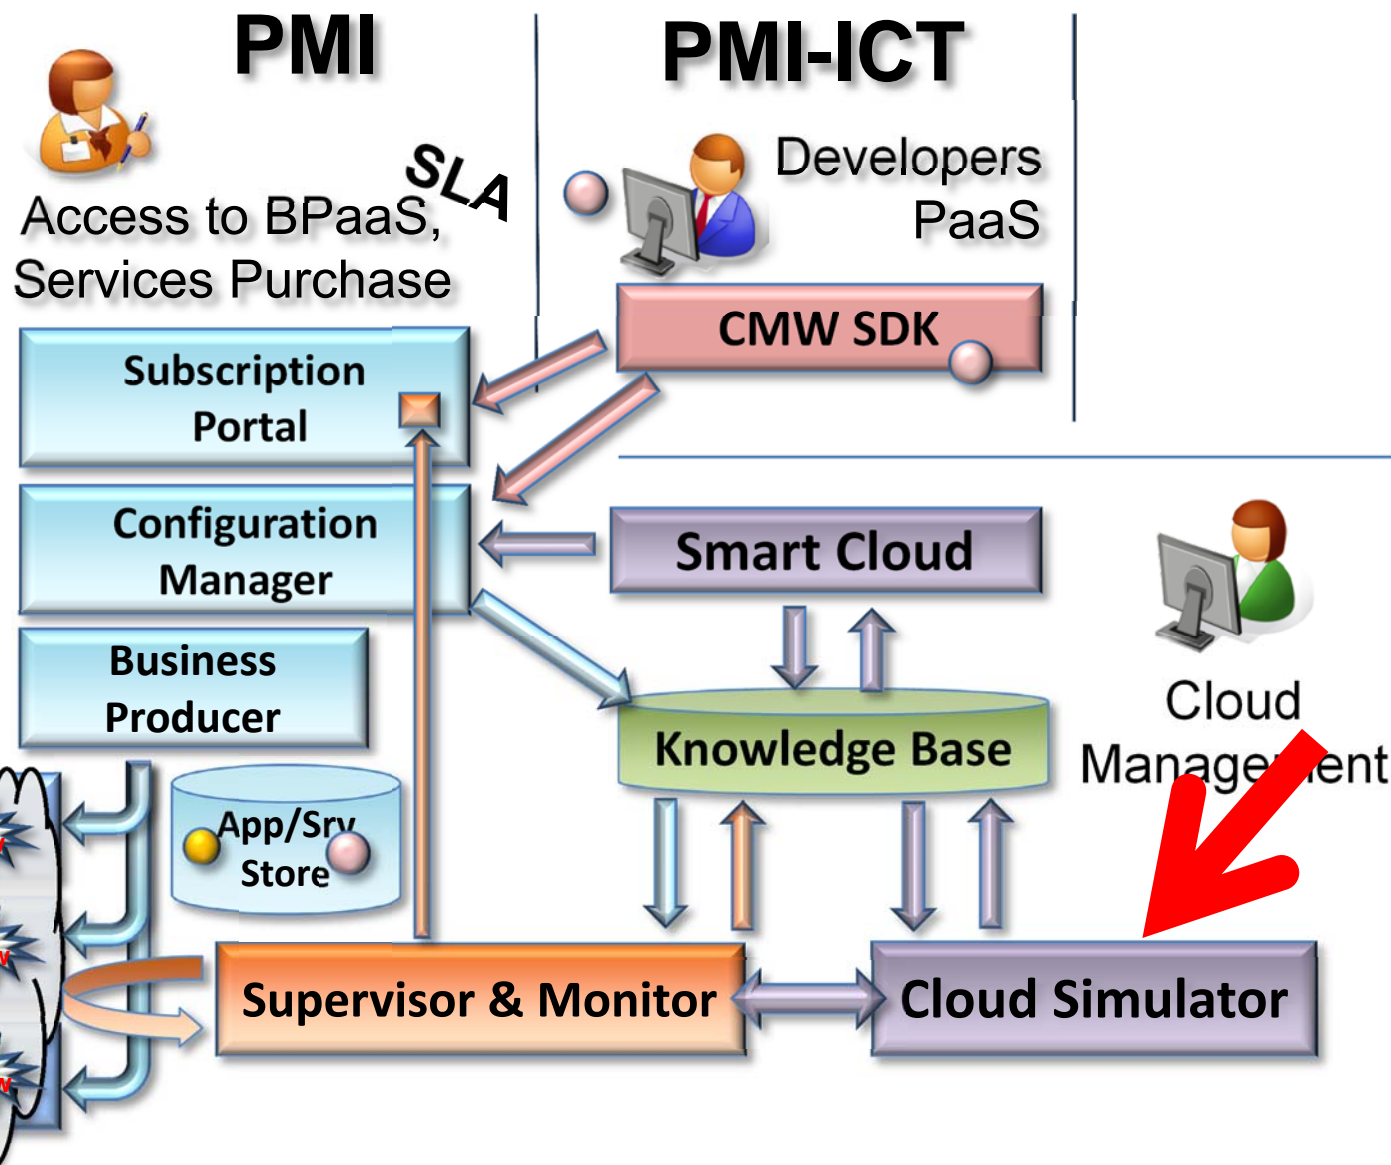 PMI
PMI-ICT
SLA
Access to BPaaS,
Services Purchase
Developers
PaaS
CMW SDK
Subscription
Portal
Configuration
Manager
Smart Cloud
Business
Producer
Knowledge Base
Cloud
Management
App/Srv
Store
Supervisor & Monitor
Cloud Simulator